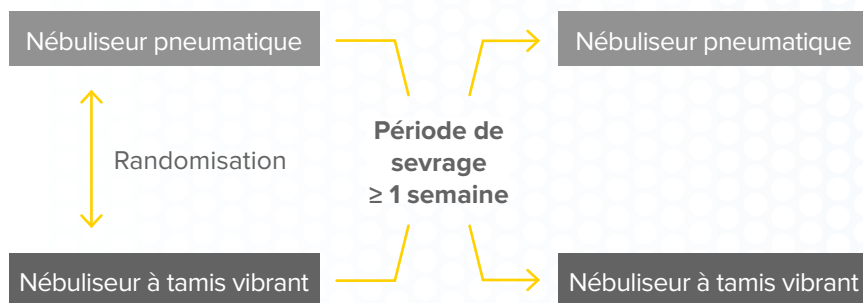 Nébuliseur pneumatique
Nébuliseur pneumatique
Randomisation
Période de
sevrage
≥ 1 semaine
Nébuliseur à tamis vibrant
Nébuliseur à tamis vibrant